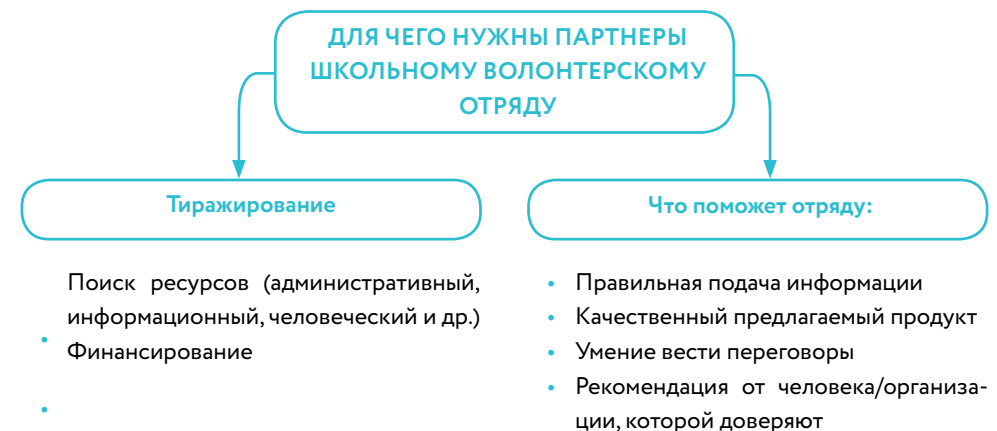 ДЛЯ ЧЕГО НУЖНЫ ПАРТНЕРЫ
ШКОЛЬНОМУ ВОЛОНТЕРСКОМУ
ОТРЯДУ
Тиражирование
Поиск ресурсов (административный,
информационный, человеческий и др.)
Финансирование
Что поможет отряду:
• Правильная подача информации
• Качественный предлагаемый продукт
• Умение вести переговоры
• Рекомендация от человека/организа-
ции, которой доверяют